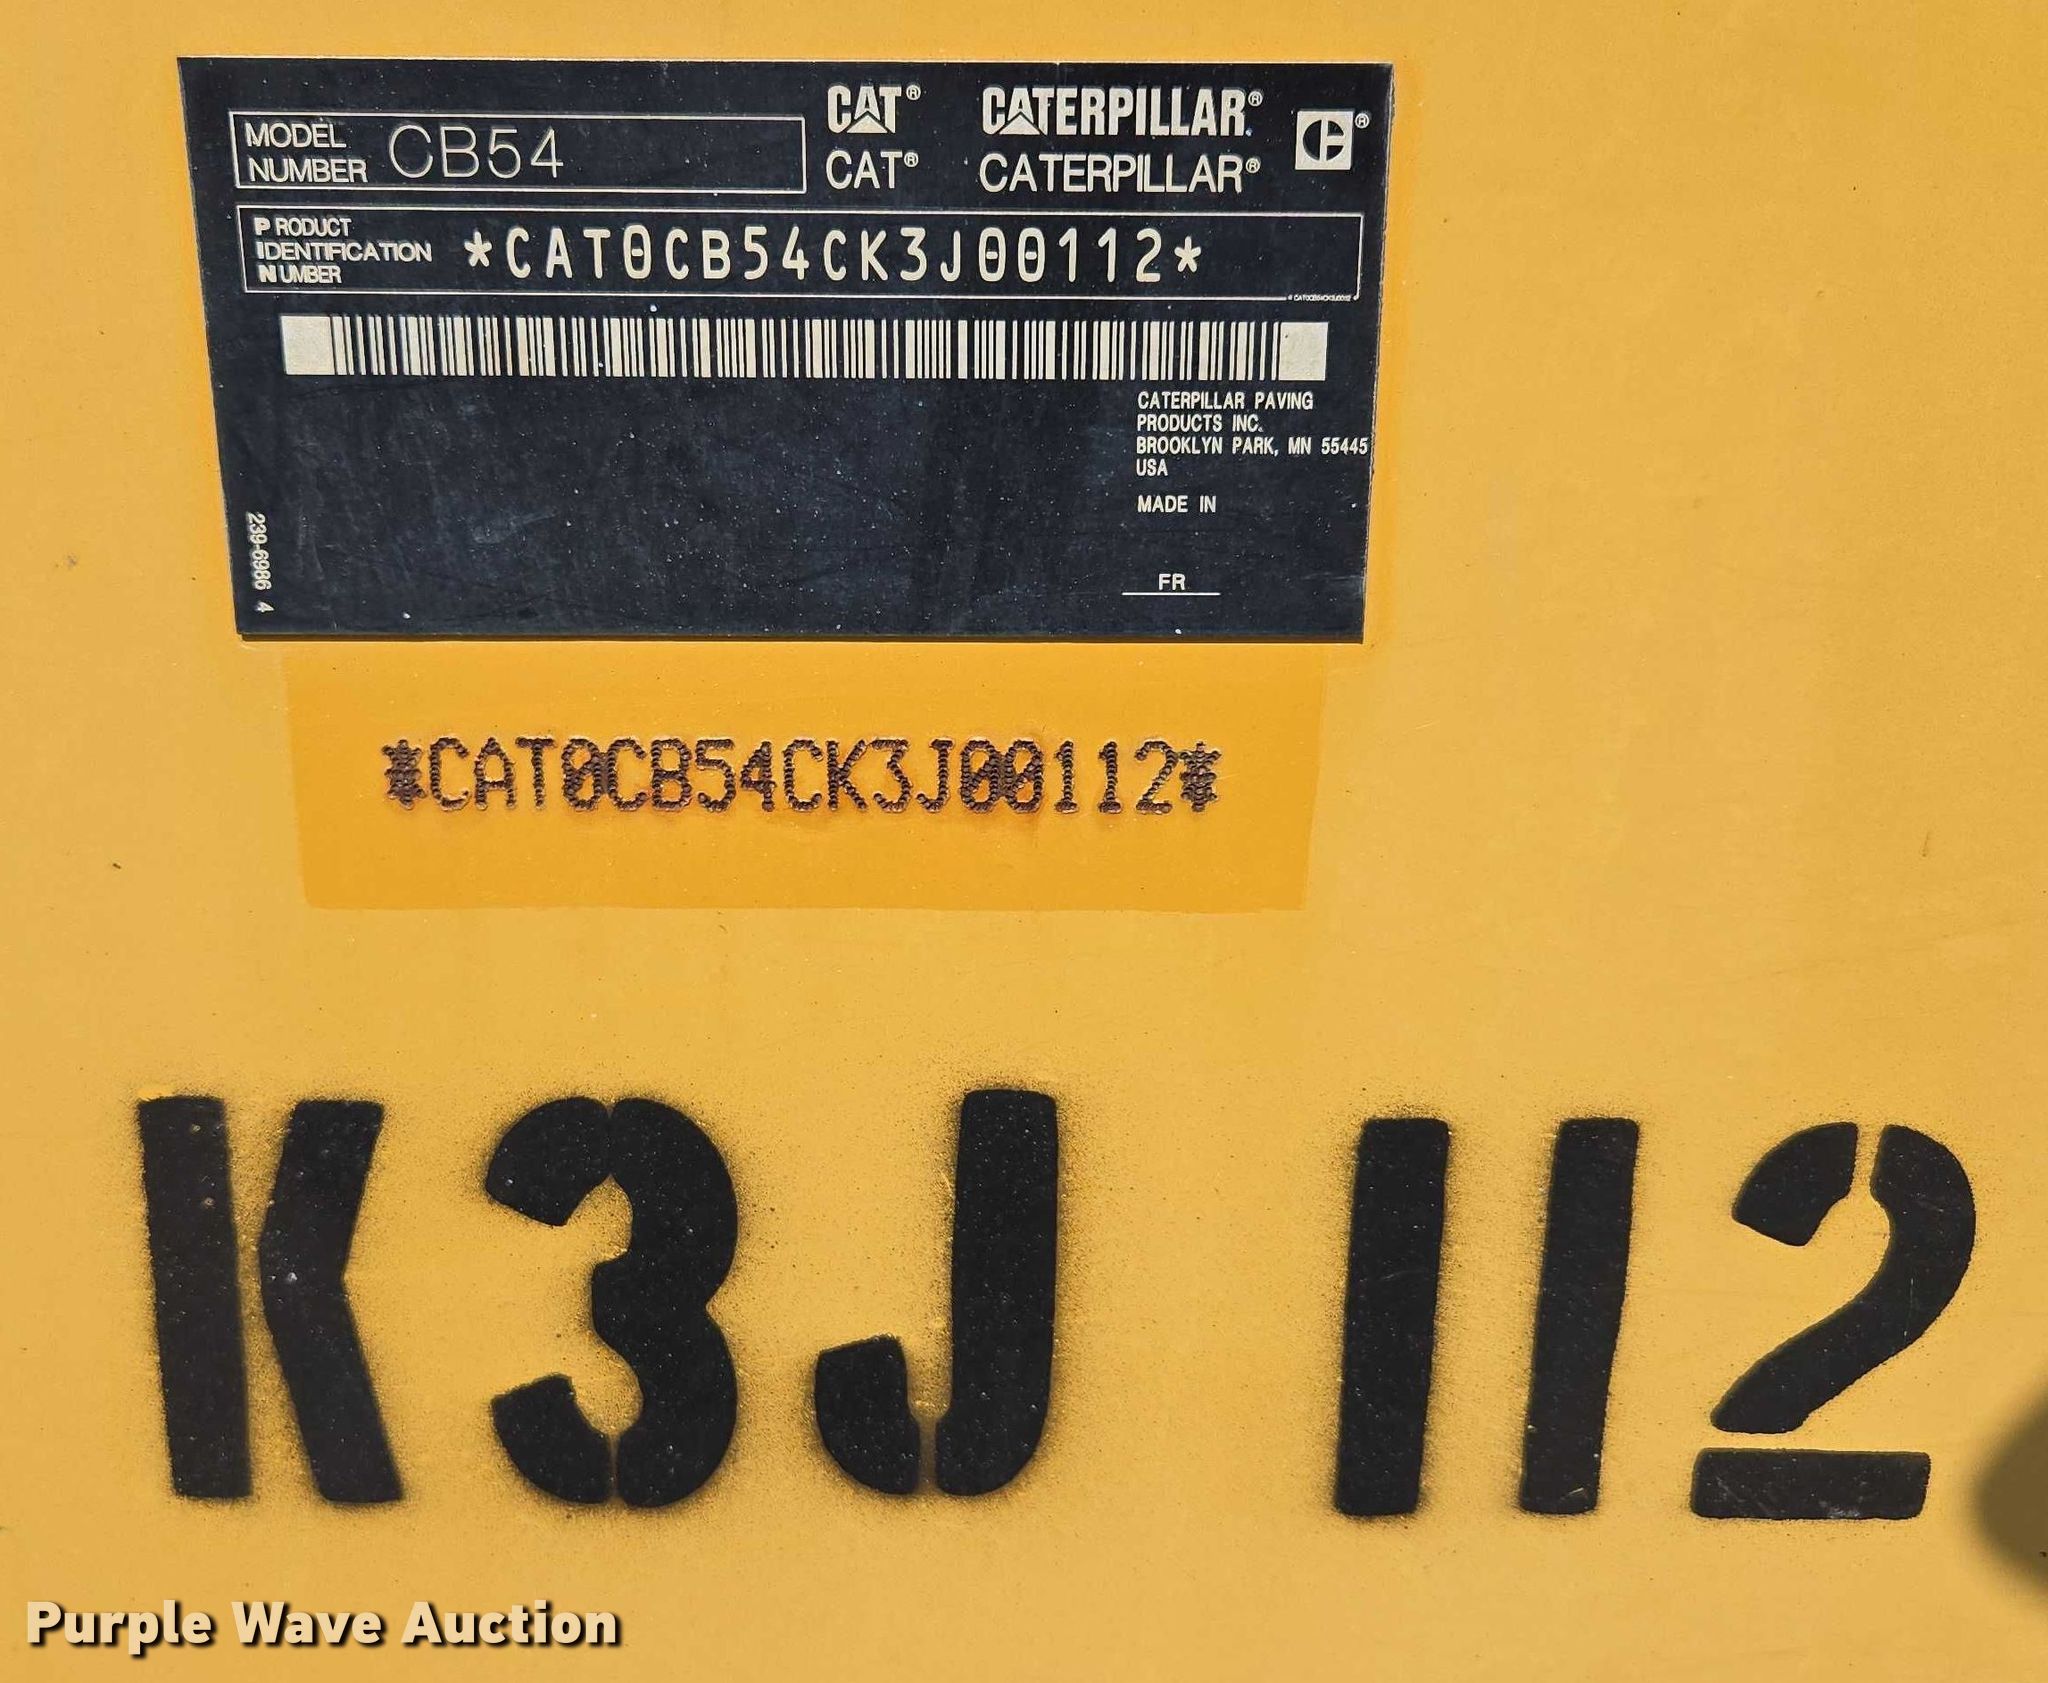 MODEL NUMBER CB54
CAT® CATERPILLAR® ®
CAT® CATERPILLAR®
PRODUCT IDENTIFICATION NUMBER *CAT0CB54CK3J00112*
*CAT0CB54CK3J00112
CATERPILLAR PAVING
PRODUCTS INC.
BROOKLYN PARK, MN 55445
USA
MADE IN
FR
239-6986 4
*CAT0CB54CK3J00112*
K3J 112
Purple Wave Auction